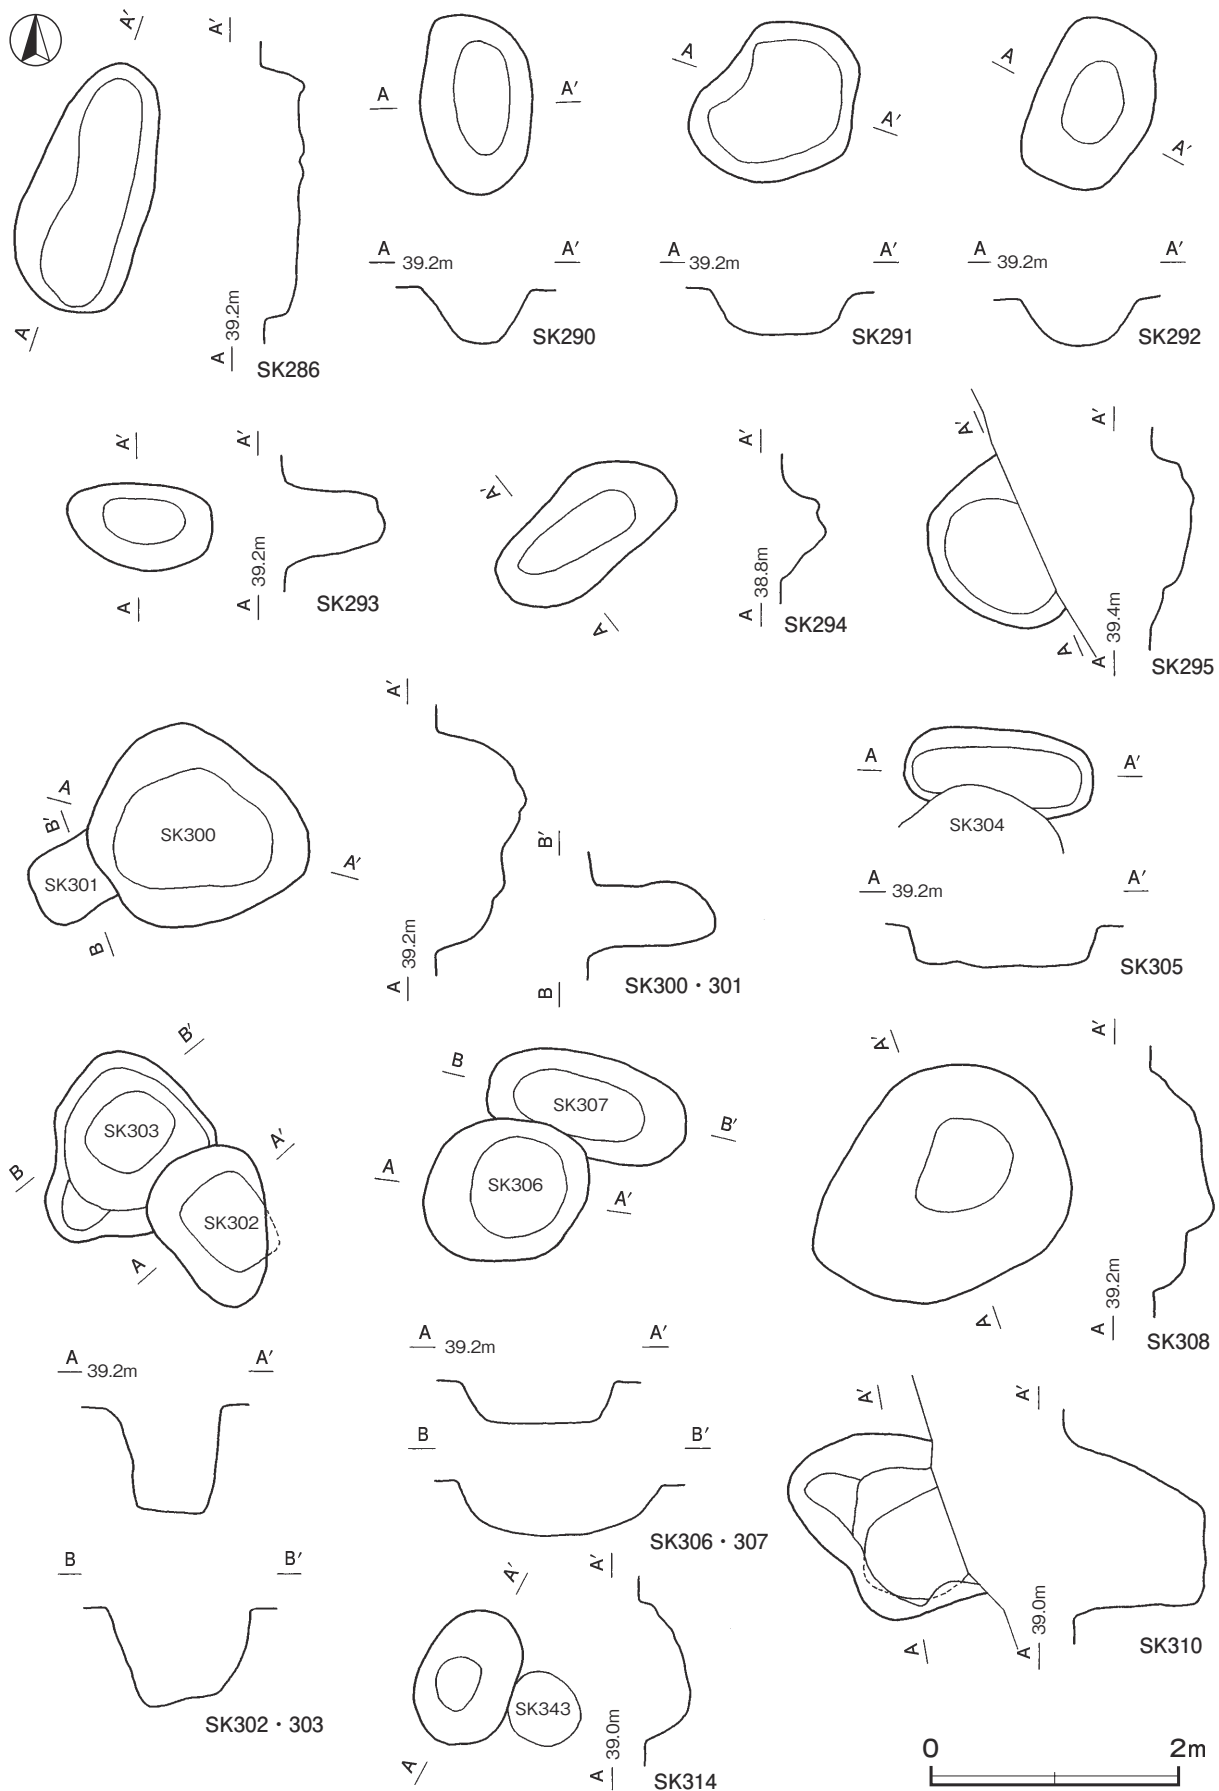 A′
A′
A
A′
A
A′
A
A′
A
A
39.2m
SK286
A
39.2m
A′
SK290
A
39.2m
A′
SK291
A
39.2m
A′
SK292
A′
A
A′
A
39.2m
SK293
A′
A
A′
A
38.8m
SK294
A′
A
A′
A
39.4m
SK295
A
B′
SK300
SK301
A′
B
A′
A
39.2m
B′
B
SK300・301
A
A′
SK304
A
39.2m
A′
SK305
B′
SK303
A′
B
SK302
A
B
SK307
B′
A
SK306
A′
A′
A
A′
A
39.2m
SK308
A
39.2m
A′
B
B′
SK302・303
A
39.2m
A′
B
B′
SK306・307
A′
A
A′
A
39.0m
SK310
A′
SK343
A
A′
A
39.0m
SK314
0
2m